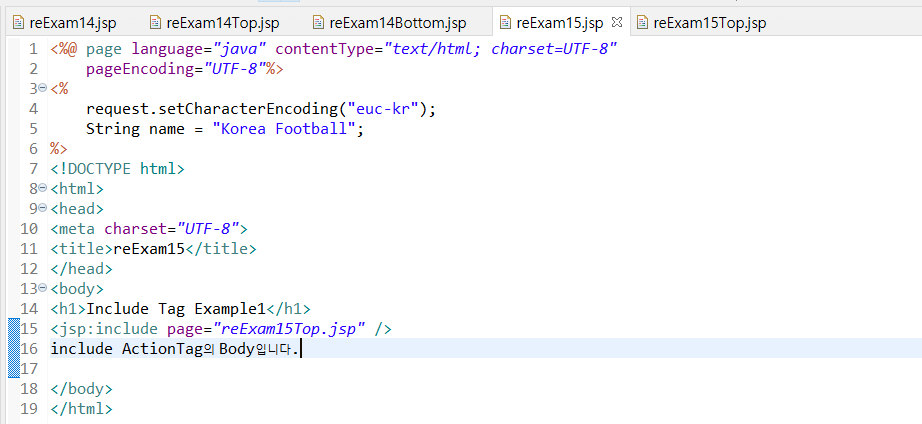 reExam14.jsp reExam14Top.jsp reExam14Bottom.jsp reExam15.jsp reExam15Top.jsp
1 <%@ page language="java" contentType="text/html; charset=UTF-8"
2     pageEncoding="UTF-8"%>
3 <%
4     request.setCharacterEncoding("euc-kr");
5     String name = "Korea Football";
6 %>
7 <!DOCTYPE html>
8 <html>
9 <head>
10 <meta charset="UTF-8">
11 <title>reExam15</title>
12 </head>
13 <body>
14 <h1>Include Tag Example1</h1>
15 <jsp:include page="reExam15Top.jsp" />
16 include ActionTag의 Body입니다.
17
18 </body>
19 </html>